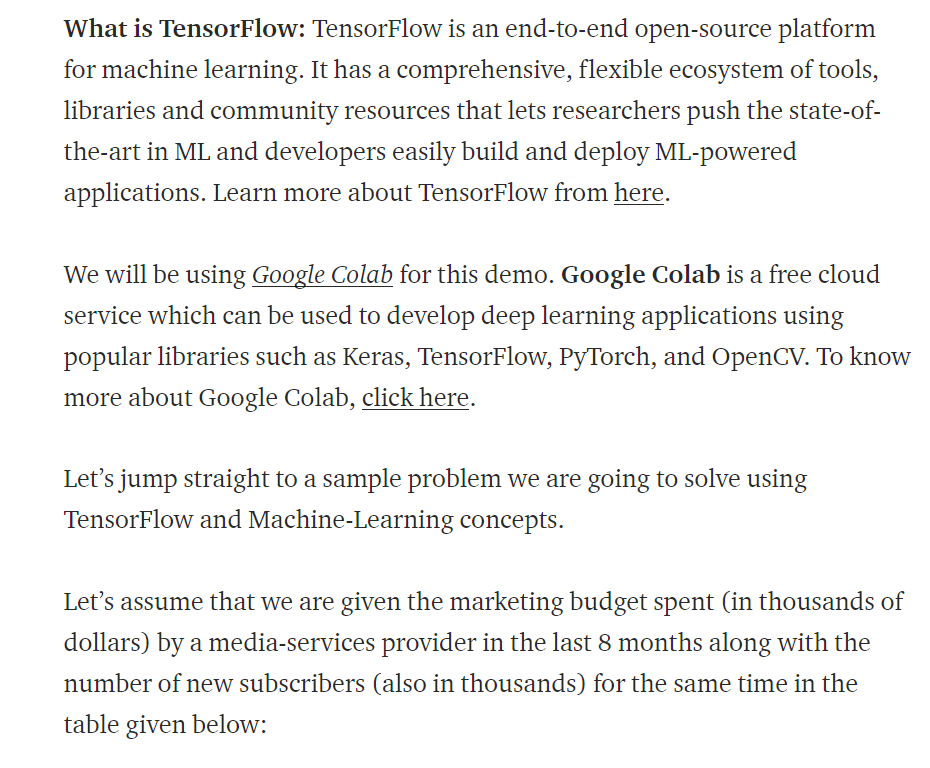 What is TensorFlow: TensorFlow is an end-to-end open-source platform
for machine learning. It has a comprehensive, flexible ecosystem of tools,
libraries and community resources that lets researchers push the state-of-
the-art in ML and developers easily build and deploy ML-powered
applications. Learn more about TensorFlow from here.
We will be using Google Colab for this demo. Google Colab is a free cloud
service which can be used to develop deep learning applications using
popular libraries such as Keras, TensorFlow, PyTorch, and OpenCV. To know
more about Google Colab, click here.
Let’s jump straight to a sample problem we are going to solve using
TensorFlow and Machine-Learning concepts.
Let’s assume that we are given the marketing budget spent (in thousands of
dollars) by a media-services provider in the last 8 months along with the
number of new subscribers (also in thousands) for the same time in the
table given below: